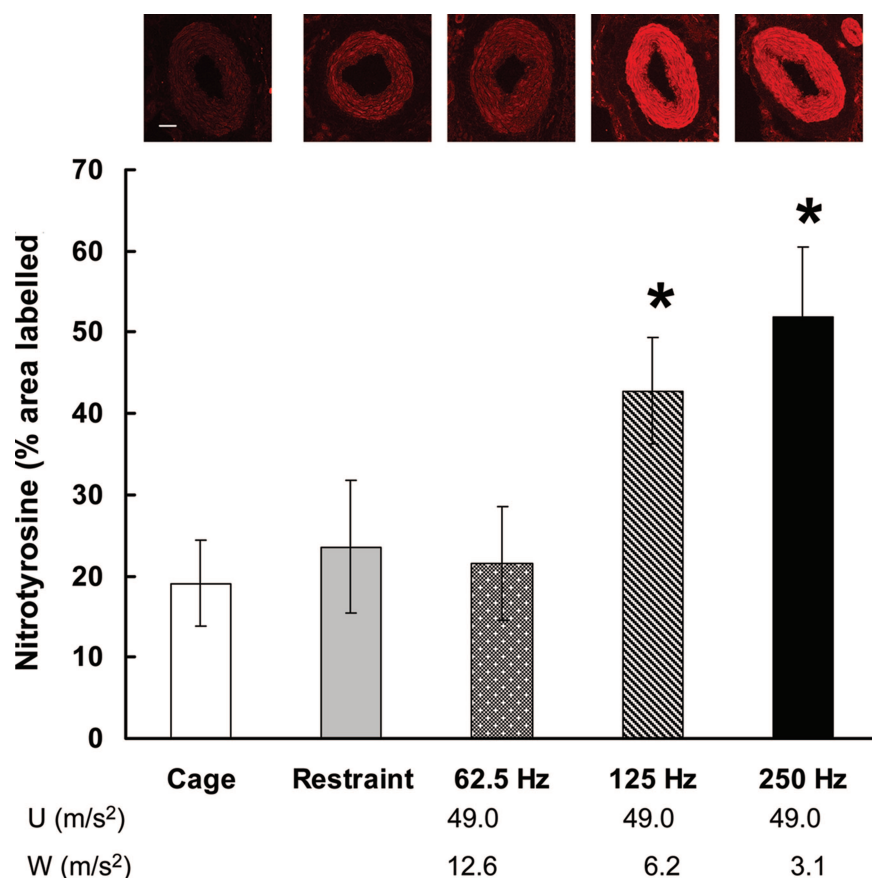 70
60
50
40
30
20
10
0
Nitrotyrosine (% area labelled
*
*
Cage Restraint 62.5 Hz 125 Hz 250 Hz
U (m/s²) 49.0 49.0 49.0
W (m/s²) 12.6 6.2 3.1